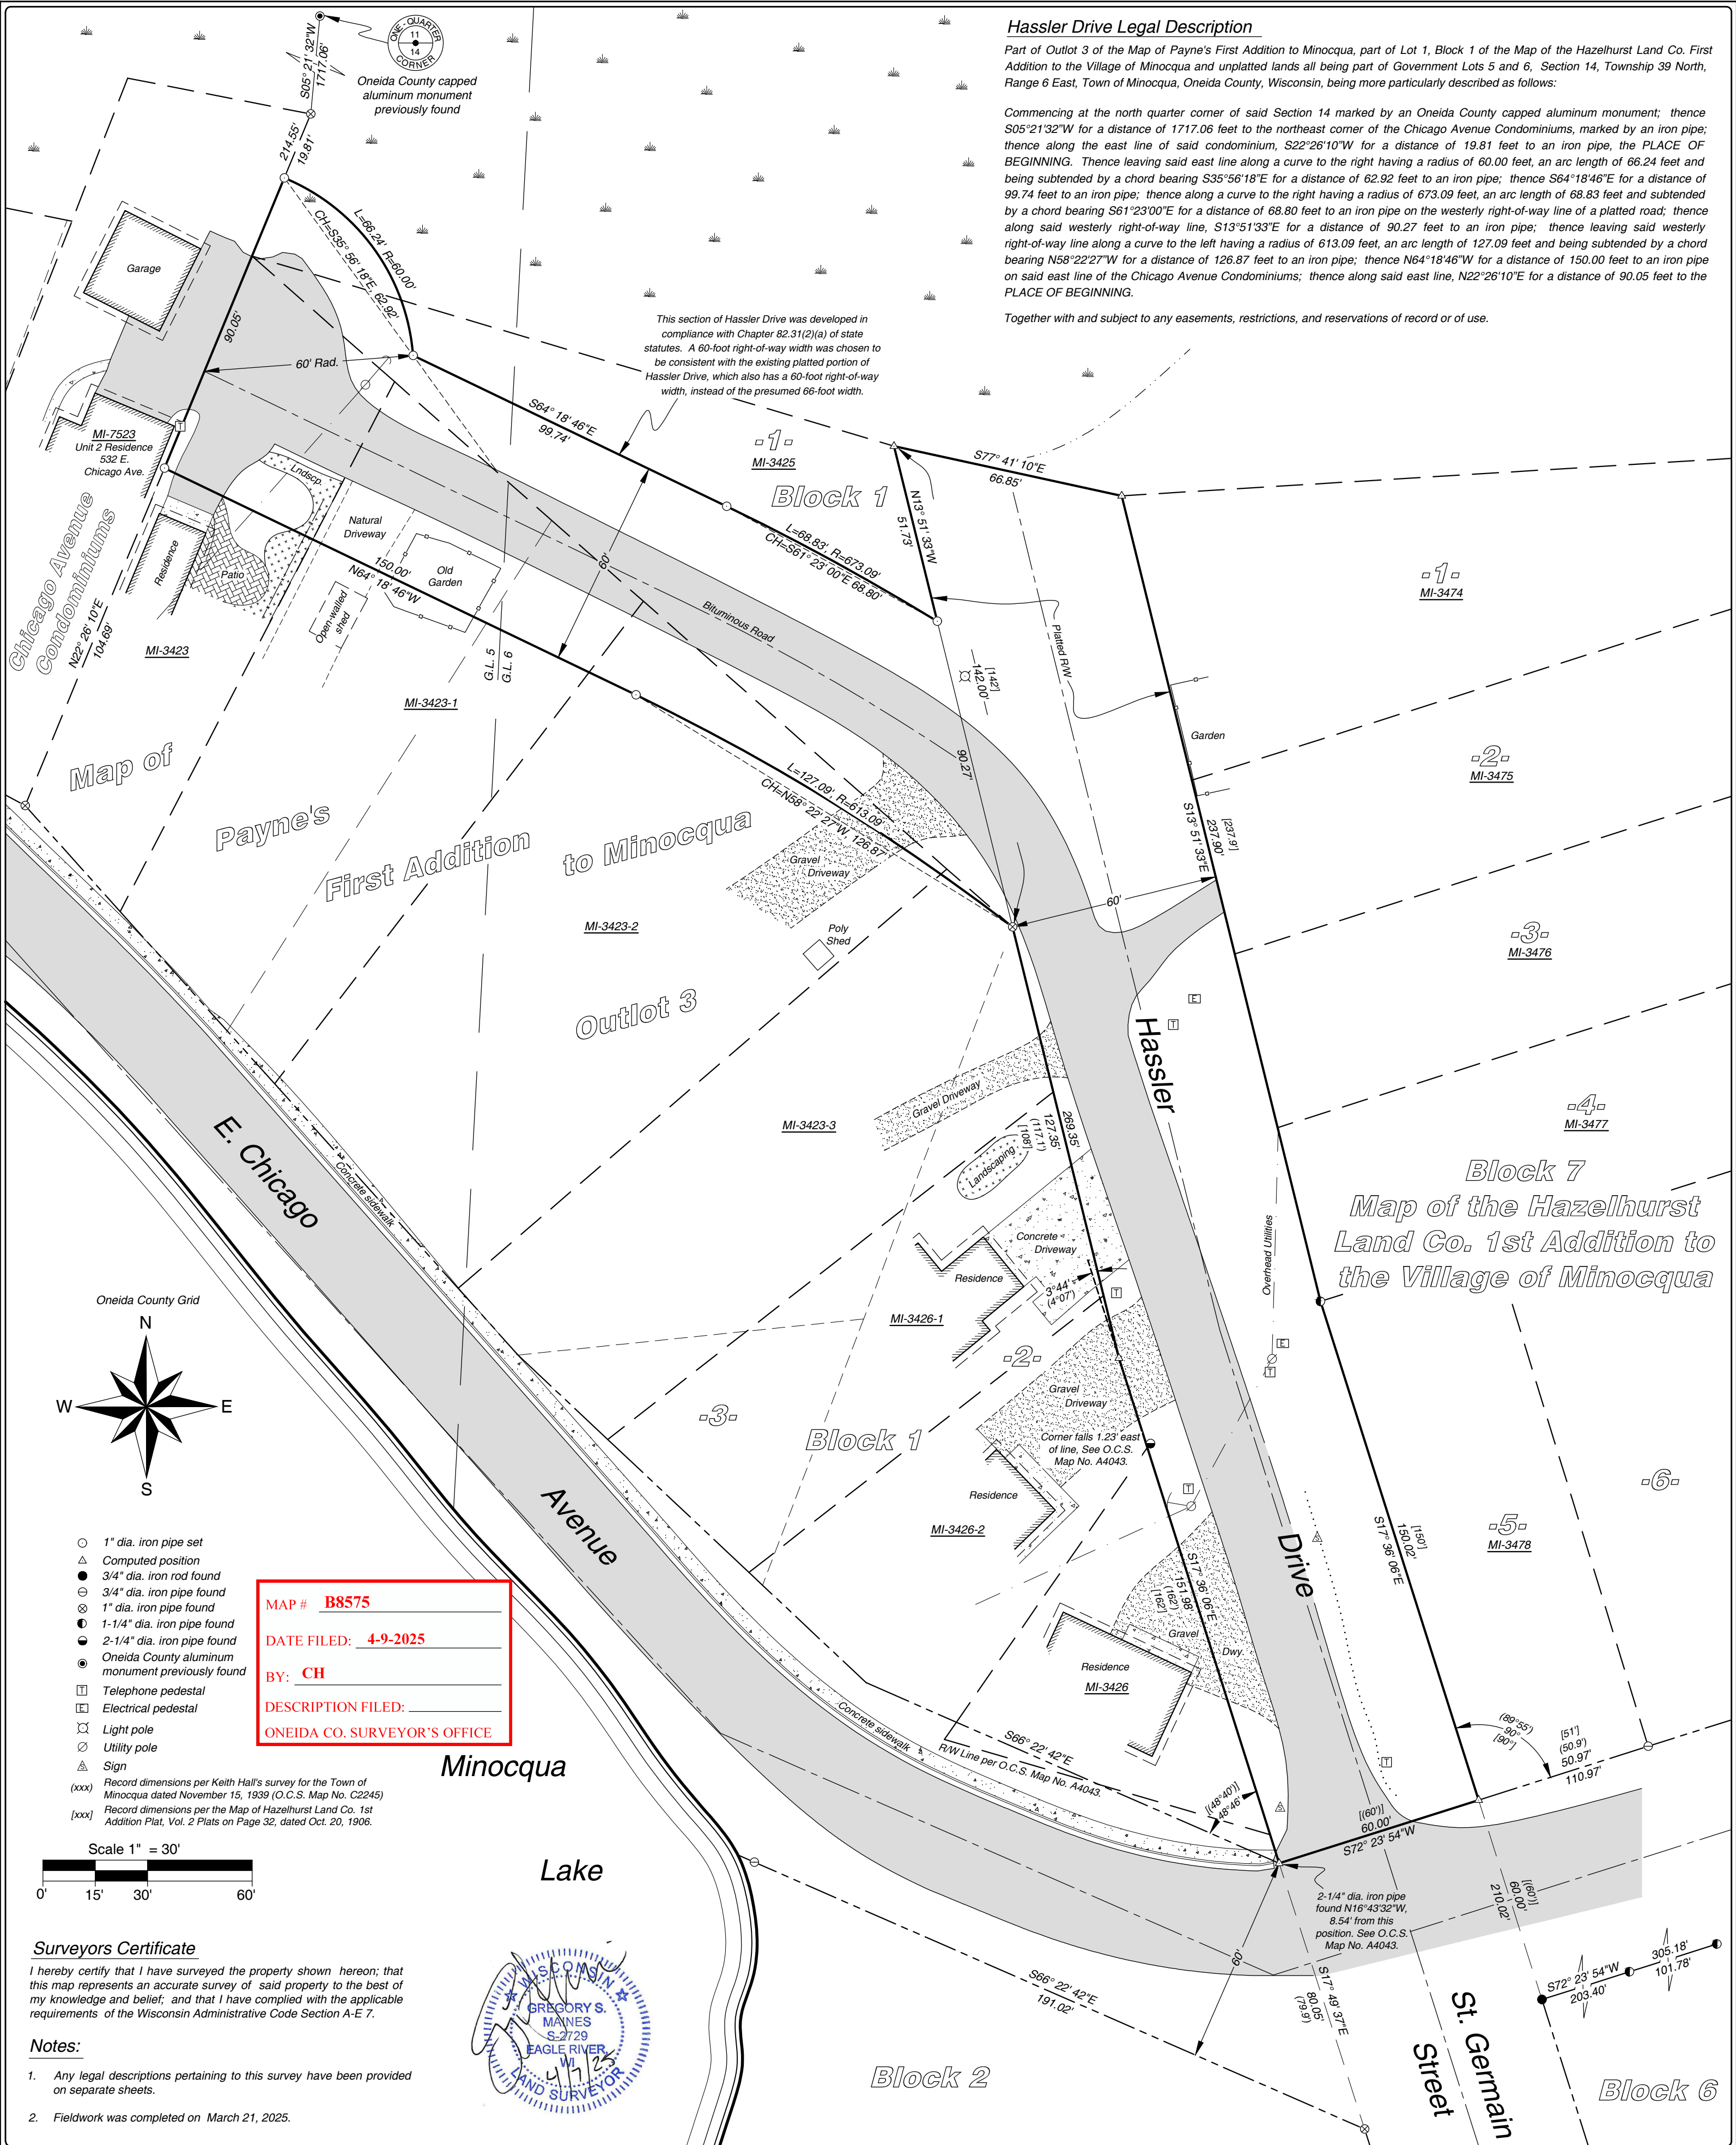 Hassler Drive Legal Description
Part of Outlot 3 of the Map of Payne's First Addition to Minocqua, part of Lot 1, Block 1 of the Map of the Hazelhurst Land Co. First
Addition to the Village of Minocqua and unplatted lands all being part of Government Lots 5 and 6, Section 14, Township 39 North,
Range 6 East, Town of Minocqua, Oneida County, Wisconsin, being more particularly described as follows:
Commencing at the north quarter corner of said Section 14 marked by an Oneida County capped aluminum monument; thence
S05°21'32"W for a distance of 1717.06 feet to the northeast corner of the Chicago Avenue Condominiums, marked by an iron pipe;
thence along the east line of said condominium, S22°26'10"W for a distance of 19.81 feet to an iron pipe, the PLACE OF
BEGINNING. Thence leaving said east line along a curve to the right having a radius of 60.00 feet, an arc length of 66.24 feet and
being subtended by a chord bearing S35°56'18"E for a distance of 62.92 feet to an iron pipe; thence S64°18'46"E for a distance of
99.74 feet to an iron pipe; thence along a curve to the right having a radius of 673.09 feet, an arc length of 68.83 feet and subtended
by a chord bearing S61°23'00"E for a distance of 68.80 feet to an iron pipe on the westerly right-of-way line of a platted road; thence
along said westerly right-of-way line, S13°51'33"E for a distance of 90.27 feet to an iron pipe; thence leaving said westerly
right-of-way line along a curve to the left having a radius of 613.09 feet, an arc length of 127.09 feet and being subtended by a chord
bearing N58°22'27"W for a distance of 126.87 feet to an iron pipe; thence N64°18'46"W for a distance of 150.00 feet to an iron pipe
on said east line of the Chicago Avenue Condominiums; thence along said east line, N22°26'10"E for a distance of 90.05 feet to the
PLACE OF BEGINNING.
Together with and subject to any easements, restrictions, and reservations of record or of use.
S05° 21' 32"W
1717.06'
ONE-QUARTER
11
14
CORNER
Oneida County capped
aluminum monument
previously found
214.55'
19.81'
L=66.24' R=60.00'
CH=S35° 56' 18"E, 62.92'
Garage
90.05'
60' Rad.
This section of Hassler Drive was developed in
compliance with Chapter 82.31(2)(a) of state
statutes. A 60-foot right-of-way width was chosen to
be consistent with the existing platted portion of
Hassler Drive, which also has a 60-foot right-of-way
width, instead of the presumed 66-foot width.
S64° 18' 46"E
99.74'
-1-
MI-3425
Block 1
S77° 41' 10"E
66.85'
N13° 51' 33"W
51.73'
L=68.83', R=673.09'
CH=S61° 23' 00"E 68.80'
T
MI-7523
Unit 2 Residence
532 E.
Chicago Ave.
Chicago Avenue
Condominiums
Lndscp.
Natural
Driveway
Old
Garden
Residence
Patio
150.00'
N64° 18' 46"W
Open-walled
shed
60'
Bituminous Road
G.L. 5
G.L. 6
N22° 26' 10"E
104.69'
MI-3423
MI-3423-1
Platted R/W
[142']
142.00'
90.27'
-1-
MI-3474
Garden
-2-
MI-3475
S13° 51' 33"E
237.90'
[237.9']
Map of
Payne's
First Addition
to Minocqua
L=127.09', R=613.09'
CH=N58° 22' 27"W, 126.87'
Gravel
Driveway
60'
MI-3423-2
Poly
Shed
-3-
MI-3476
Outlot 3
E
T
Hassler
Gravel Driveway
MI-3423-3
269.35'
127.35'
(117.1')
[108']
Landscaping
-4-
MI-3477
Block 7
Map of the Hazelhurst
Land Co. 1st Addition to
the Village of Minocqua
E. Chicago
Concrete sidewalk
Concrete
Driveway
Residence
3°44'
(4°07')
T
Overhead Utilities
MI-3426-1
-2-
E
T
Oneida County Grid
N
W
E
S
-3-
Block 1
Gravel
Driveway
Corner falls 1.23' east
of line, See O.C.S.
Map No. A4043.
Residence
MI-3426-2
T
-6-
Avenue
Drive
[150']
150.02'
S17° 36' 06"E
-5-
MI-3478
S17° 36' 06"E
151.98'
(162')
[162']
Gravel
Dwy.
Residence
MI-3426
1" dia. iron pipe set
Computed position
3/4" dia. iron rod found
3/4" dia. iron pipe found
1" dia. iron pipe found
1-1/4" dia. iron pipe found
2-1/4" dia. iron pipe found
Oneida County aluminum
monument previously found
T Telephone pedestal
E Electrical pedestal
Light pole
Utility pole
S Sign
(xxx) Record dimensions per Keith Hall's survey for the Town of
Minocqua dated November 15, 1939 (O.C.S. Map No. C2245)
[xxx] Record dimensions per the Map of Hazelhurst Land Co. 1st
Addition Plat, Vol. 2 Plats on Page 32, dated Oct. 20, 1906.
MAP # B8575
DATE FILED: 4-9-2025
BY: CH
DESCRIPTION FILED:
ONEIDA CO. SURVEYOR'S OFFICE
Scale 1" = 30'
0' 15' 30' 60'
Minocqua
Lake
Concrete sidewalk
S66° 22' 42"E
R/W Line per O.C.S. Map No. A4043.
[(48°40')]
48°46'
S
T
(89°55')
90°
[90°]
[51']
(50.9')
50.97'
110.97'
[(60')]
60.00'
S72° 23' 54"W
2-1/4" dia. iron pipe
found N16°43'32"W,
8.54' from this
position. See O.C.S.
Map No. A4043.
[(60')]
60.00'
210.02'
60'
S66° 22' 42"E
191.02'
S17° 49' 37"E
80.05'
(79.9')
S72° 23' 54"W
203.40'
305.18'
101.78'
St. Germain
Street
Block 2
Block 6
Surveyors Certificate
I hereby certify that I have surveyed the property shown hereon; that
this map represents an accurate survey of said property to the best of
my knowledge and belief; and that I have complied with the applicable
requirements of the Wisconsin Administrative Code Section A-E 7.
Notes:
1. Any legal descriptions pertaining to this survey have been provided
on separate sheets.
2. Fieldwork was completed on March 21, 2025.
WISCONSIN
GREGORY S.
MAINES
S-2729
EAGLE RIVER,
WI
4/7/25
LAND SURVEYOR